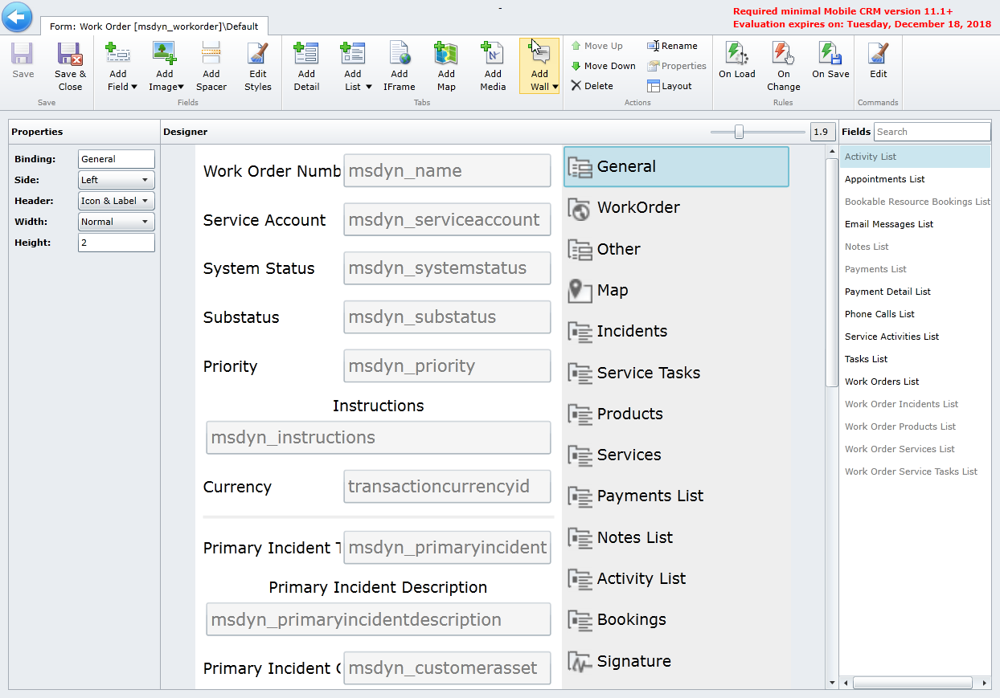 -
Required minimal Mobile CRM version 11.1+
Evaluation expires on: Tuesday, December 18, 2018
Form: Work Order [msdyn_workorder]\Default
Save
Save & Close
Add Field
Add Image
Add Spacer
Edit Styles
Add Detail
Add List
Add IFrame
Add Map
Add Media
Add Wall
Move Up
Move Down
Delete
Rename
Properties
Layout
On Load
On Change
On Save
Edit
Save
Fields
Tabs
Actions
Rules
Commands
Properties
Binding: General
Side: Left
Header: Icon & Label
Width: Normal
Height: 2
Designer
1.9
Work Order Numb msdyn_name
Service Account msdyn_serviceaccount
System Status msdyn_systemstatus
Substatus msdyn_substatus
Priority msdyn_priority
Instructions
msdyn_instructions
Currency transactioncurrencyid
Primary Incident T msdyn_primaryincident
Primary Incident Description
msdyn_primaryincidentdescription
Primary Incident C msdyn_customerasset
General
WorkOrder
Other
Map
Incidents
Service Tasks
Products
Services
Payments List
Notes List
Activity List
Bookings
Signature
Fields Search
Activity List
Appointments List
Bookable Resource Bookings List
Email Messages List
Notes List
Payments List
Payment Detail List
Phone Calls List
Service Activities List
Tasks List
Work Orders List
Work Order Incidents List
Work Order Products List
Work Order Services List
Work Order Service Tasks List